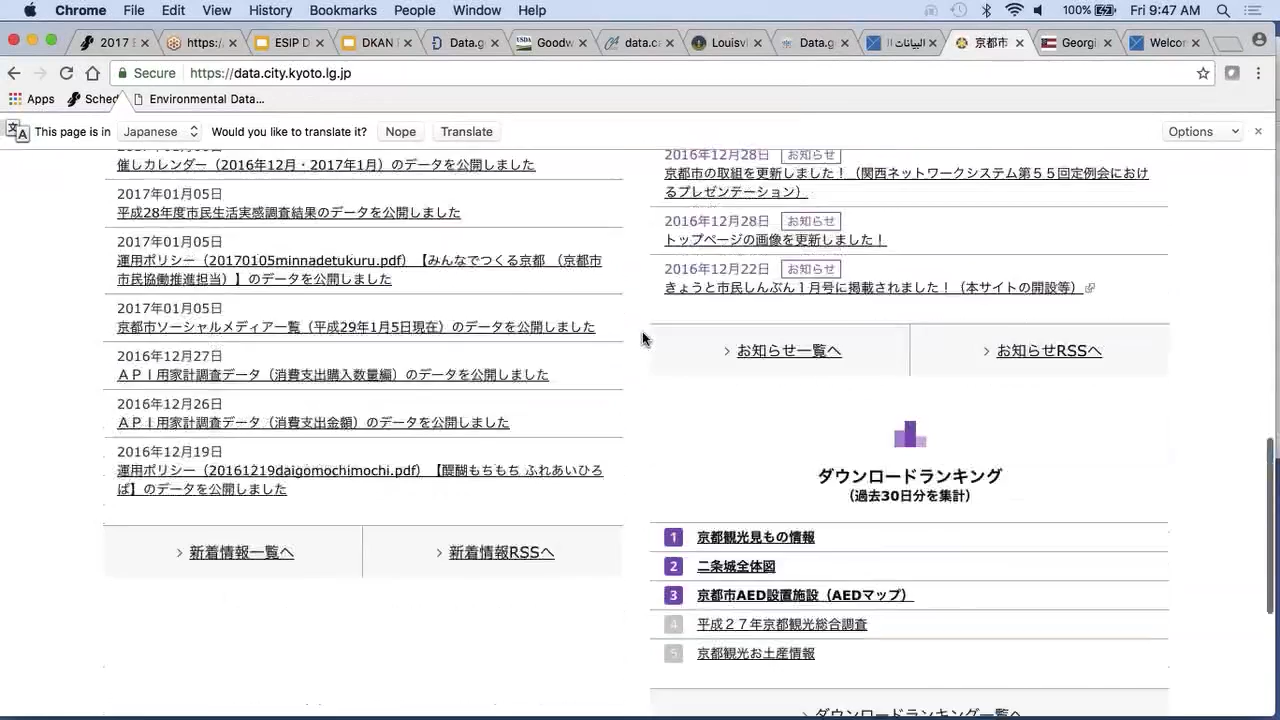 Chrome File Edit View History Bookmarks People Window Help 100% Fri 9:47 AM
2017 E https:/ ESIP D DKAN Data.g Goodw data.c Louisvi Data.g البيانات 京都市 Georgi Welcor
Secure https://data.city.kyoto.lg.jp
Apps Sched Environmental Data...
This page is in Japanese Would you like to translate it? Nope Translate Options
催しカレンダー（2016年12月・2017年1月）のデータを公開しました
2017年01月05日
平成28年度市民生活実感調査結果のデータを公開しました
2017年01月05日
運用ポリシー（20170105minnadetukuru.pdf）【みんなでつくる京都 （京都市
市民協働推進担当）】のデータを公開しました
2017年01月05日
京都市ソーシャルメディア一覧（平成29年1月5日現在）のデータを公開しました
2016年12月27日
ＡＰＩ用家計調査データ（消費支出購入数量編）のデータを公開しました
2016年12月26日
ＡＰＩ用家計調査データ（消費支出金額）のデータを公開しました
2016年12月19日
運用ポリシー（20161219daigomochimochi.pdf）【醍醐もちもち ふれあいひろ
ば】のデータを公開しました
新着情報一覧へ
新着情報RSSへ
2016年12月28日 お知らせ
京都市の取組を更新しました！（関西ネットワークシステム第５５回定例会におけ
るプレゼンテーション）
2016年12月28日 お知らせ
トップページの画像を更新しました！
2016年12月22日 お知らせ
きょうと市民しんぶん１月号に掲載されました！（本サイトの開設等）
お知らせ一覧へ
お知らせRSSへ
ダウンロードランキング
（過去30日分を集計）
1 京都観光見もの情報
2 二条城全体図
3 京都市AED設置施設（AEDマップ）
4 平成２７年京都観光総合調査
5 京都観光お土産情報
ダウンロードランキング一覧へ